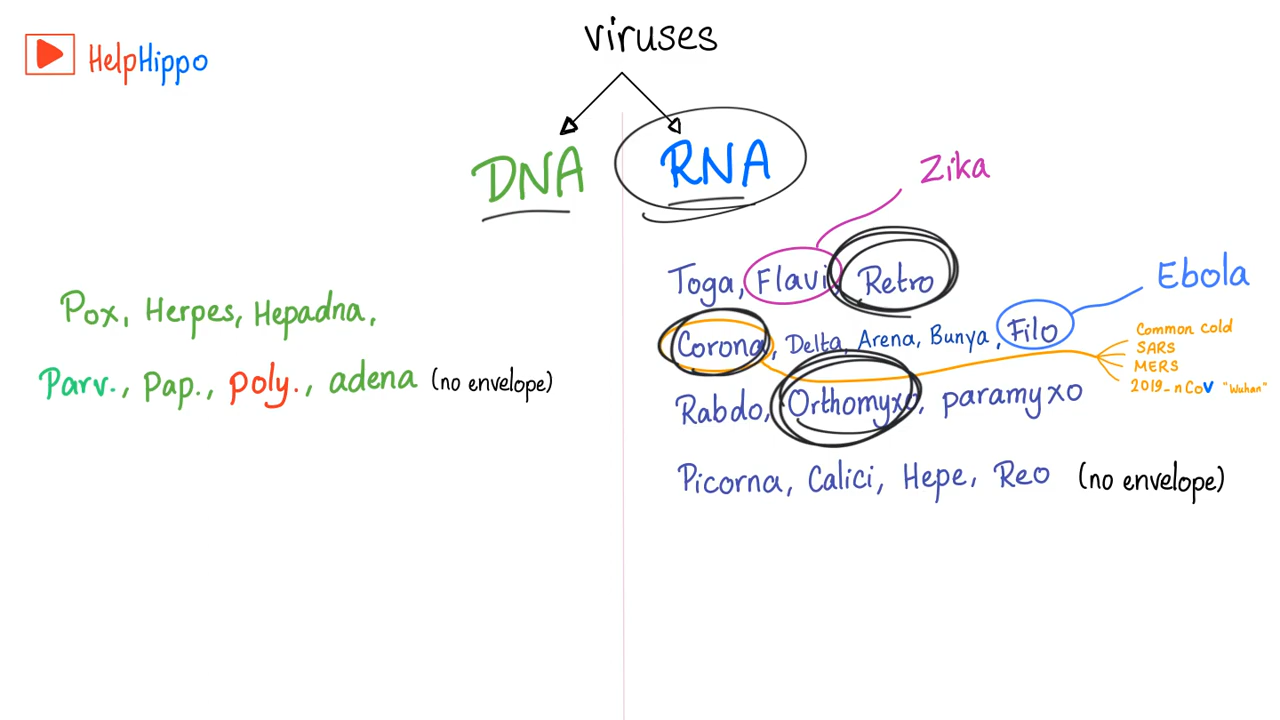 HelpHippo
viruses
DNA
RNA
Zika
Pox, Herpes, Hepadna,
Parv., Pap., poly., adena (no envelope)
Toga, Flavi, Retro
Ebola
Corona, Delta, Arena, Bunya, Filo
Common cold
SARS
MERS
2019-nCoV "Wuhan"
Rabdo, Orthomyxo, paramyxo
Picorna, Calici, Hepe, Reo (no envelope)